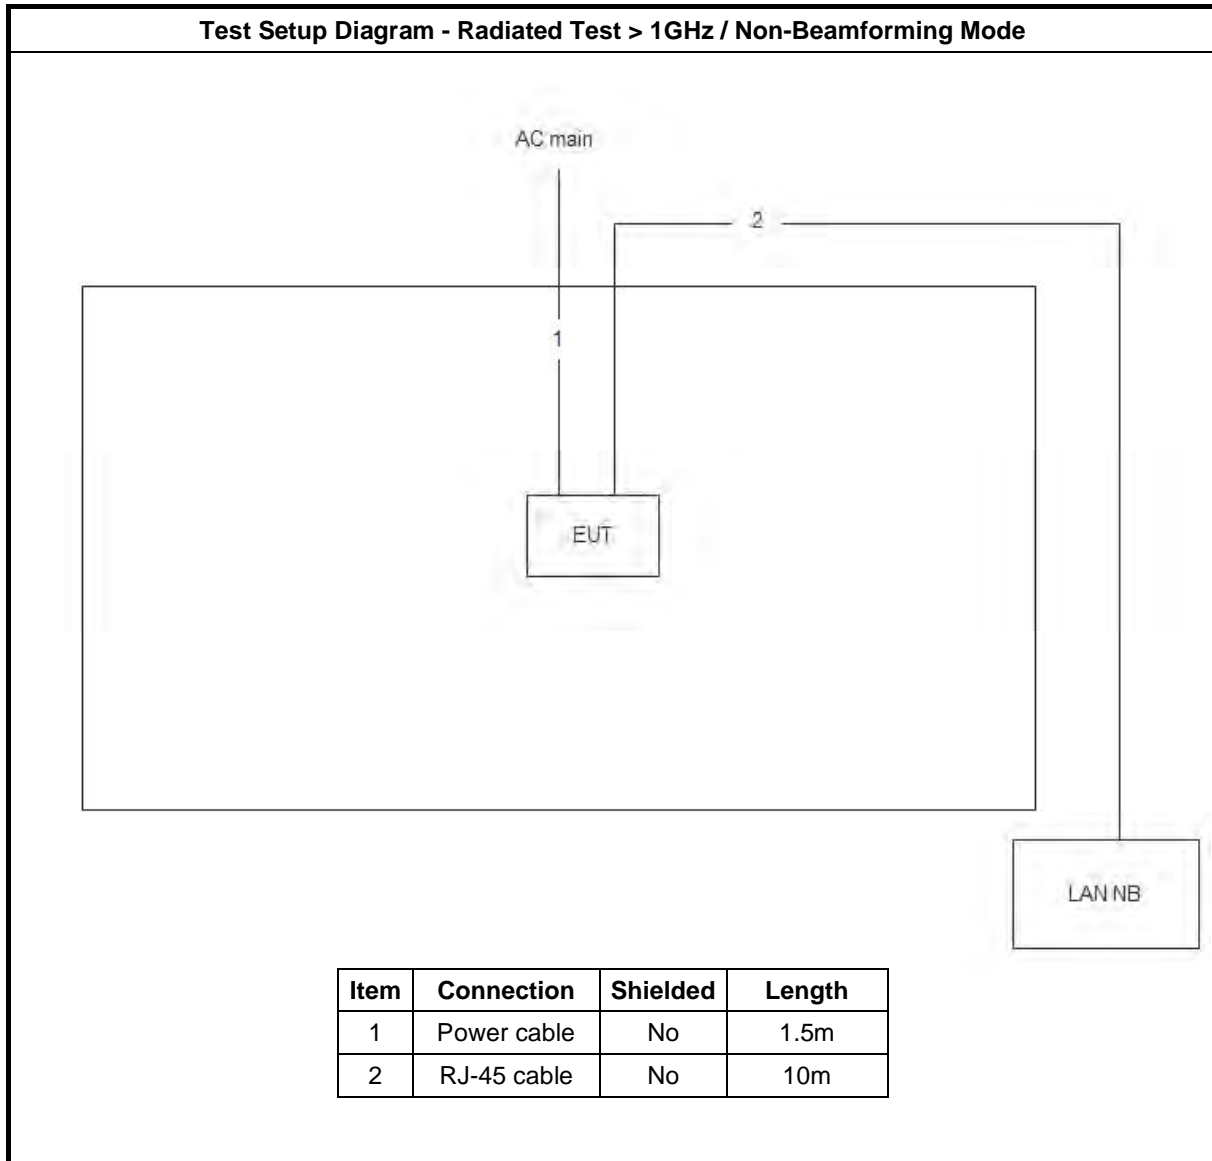 Test Setup Diagram - Radiated Test > 1GHz / Non-Beamforming Mode
AC main
2
1
EUT
LAN NB
Item Connection Shielded Length
1 Power cable No 1.5m
2 RJ-45 cable No 10m